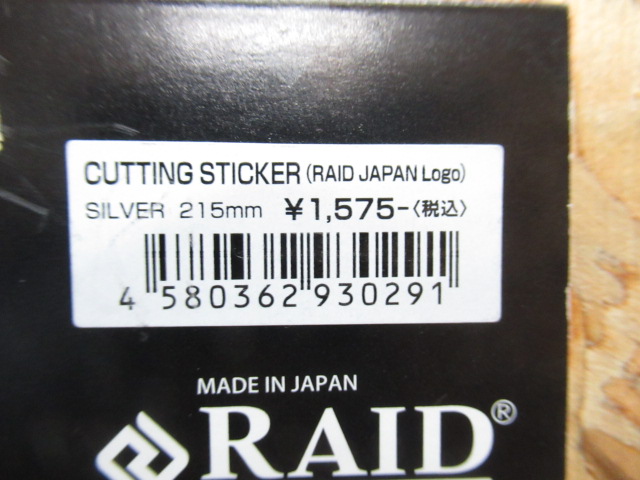 CUTTING STICKER (RAID JAPAN Logo)
SILVER 215mm ¥1,575-〈税込〉
4 580362 930291
MADE IN JAPAN
RAID®